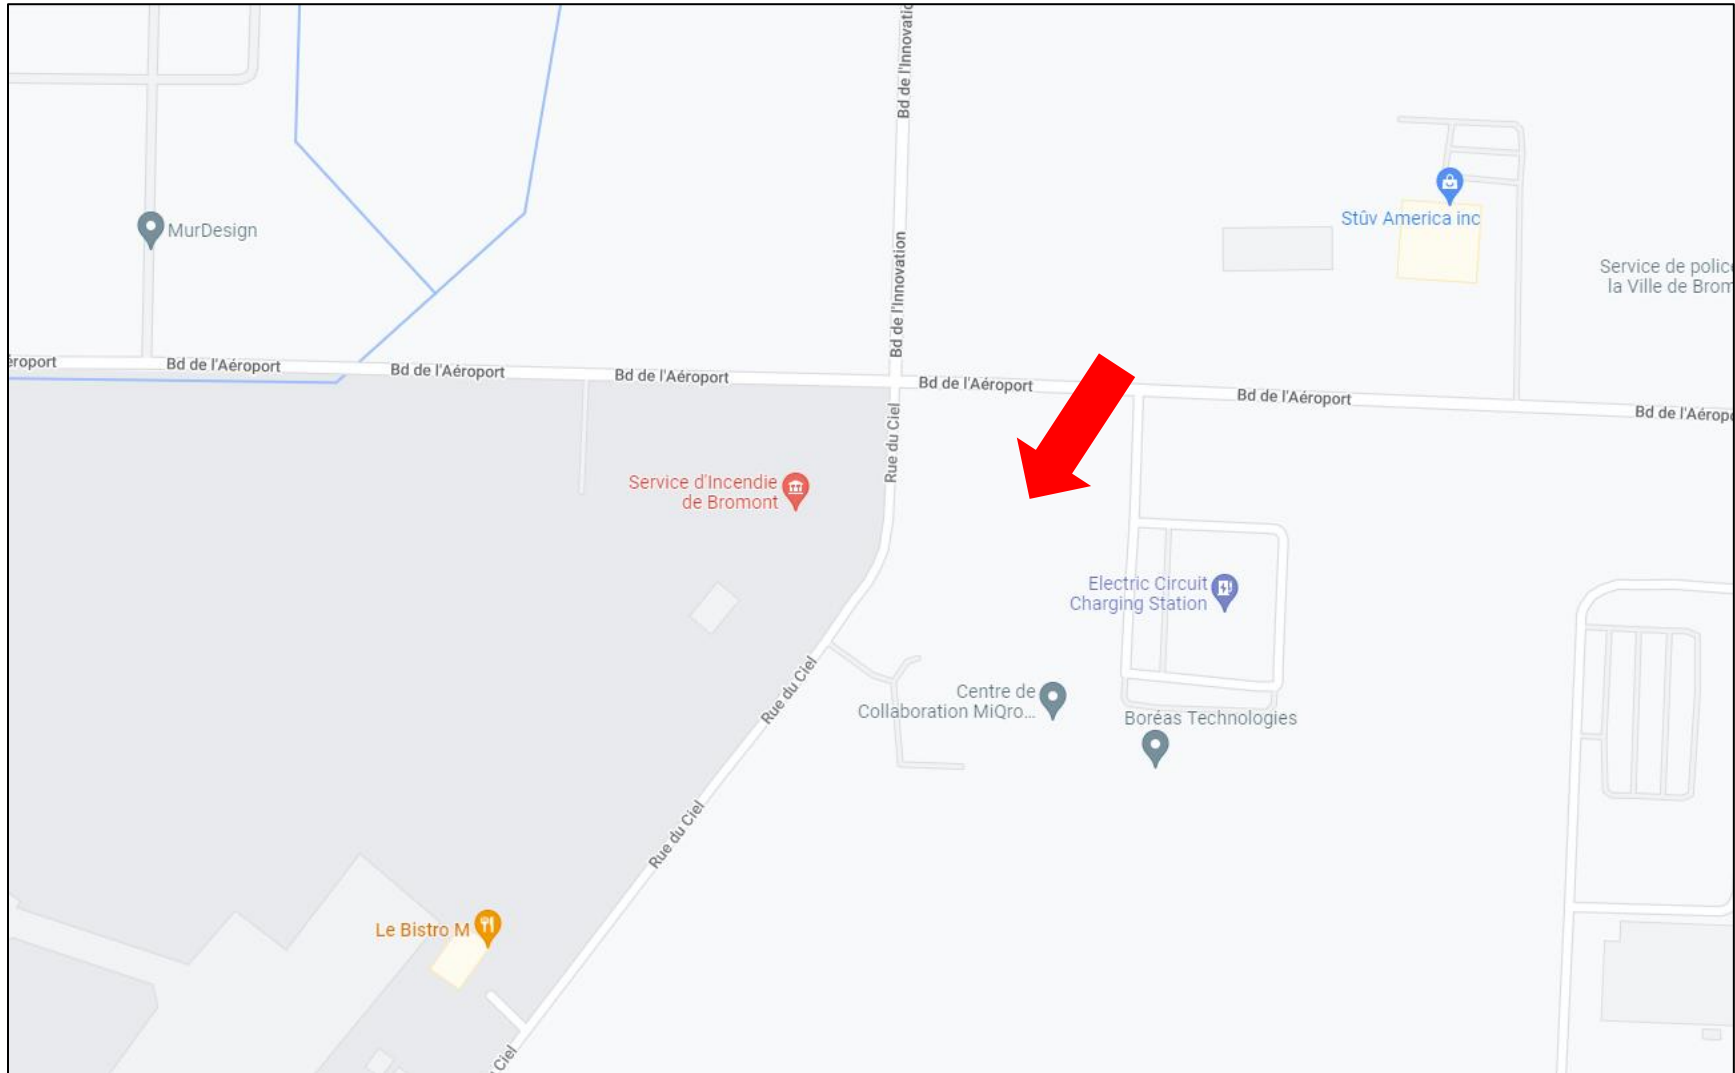 Bd de l'Innovatio
MurDesign
Stûv America inc
Bd de l'Innovation
Service de police
la Ville de Brom
éroport
Bd de l'Aéroport
Bd de l'Aéroport
Bd de l'Aéroport
Bd de l'Aéroport
Bd de l'Aéroport
Bd de l'Aérop
Rue du Ciel
Service d'Incendie
de Bromont
Electric Circuit
Charging Station
Rue du Ciel
Centre de
Collaboration MiQro...
Boréas Technologies
Rue du Ciel
Le Bistro M
Ciel